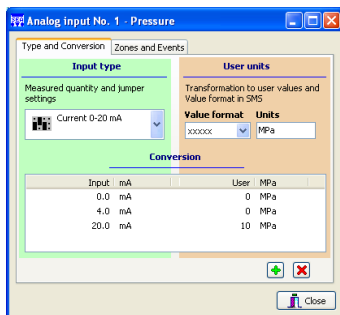 Analog input No. 1 - Pressure
Type and Conversion Zones and Events
Input type
Measured quantity and jumper
settings
Current 0-20 mA
User units
Transformation to user values and
Value format in SMS
Value format Units
xxxxx MPa
Conversion
Input mA User MPa
0.0 mA 0 MPa
4.0 mA 0 MPa
20.0 mA 10 MPa
Close